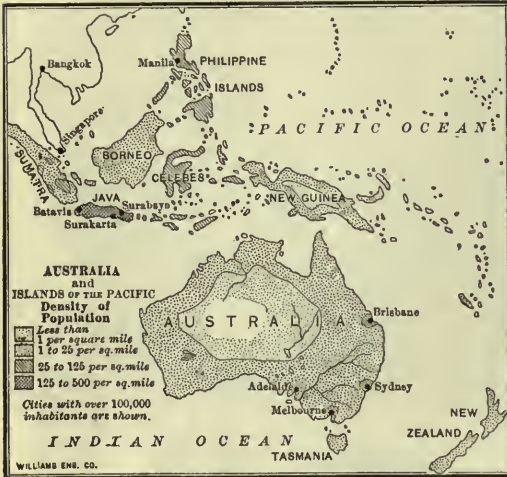 Bangkok
Manila
PHILIPPINE
ISLANDS
Singapore
PACIFIC OCEAN
SUMATRA
BORNEO
CELEBES
NEW GUINEA
JAVA
Batavia
Surabaya
Surakarta
AUSTRALIA
and
ISLANDS OF THE PACIFIC
Density of
Population
Less than
1 per square mile
1 to 25 per sq.mile
25 to 125 per sq.mile
125 to 500 per sq.mile
Cities with over 100,000
inhabitants are shown.
AUSTRALIA
Brisbane
Adelaide
Sydney
Melbourne
NEW
ZEALAND
INDIAN OCEAN
TASMANIA
WILLIAMS ENG. CO.